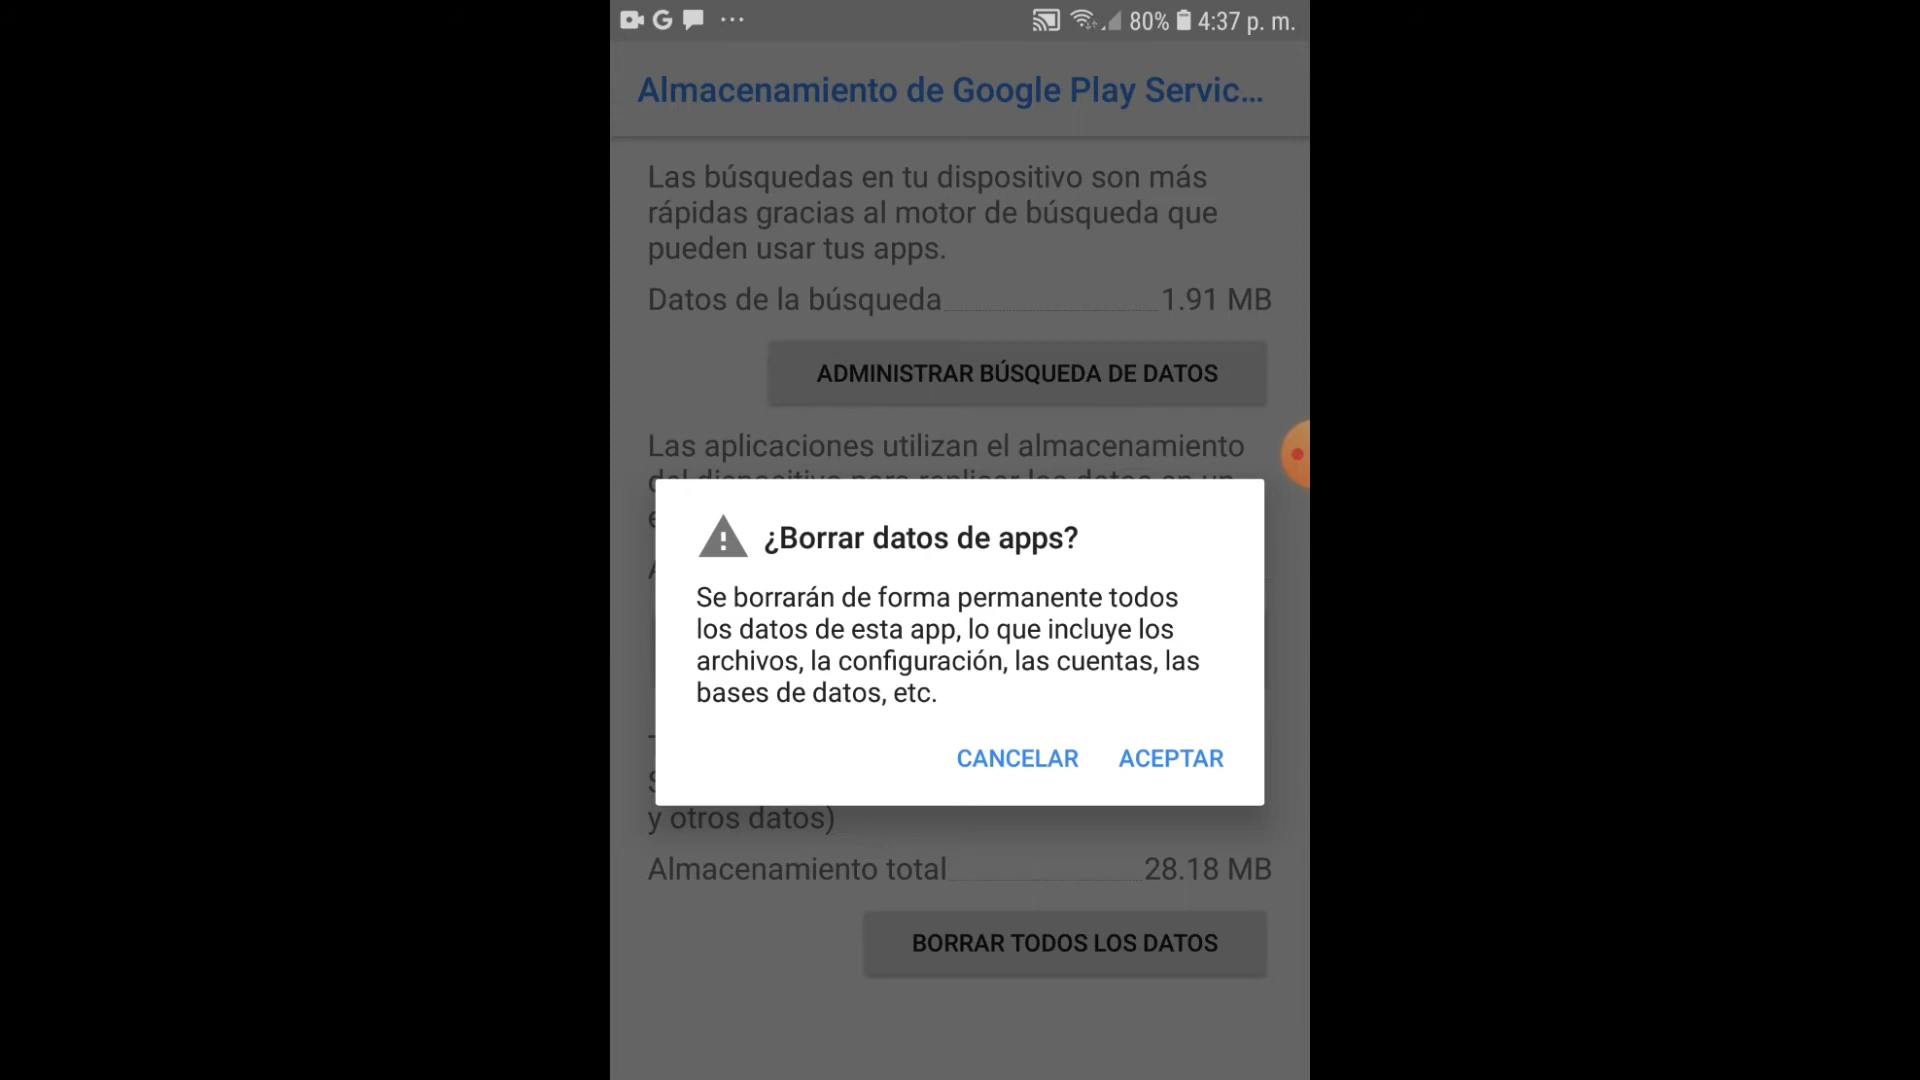 80% 4:37 p. m.
Almacenamiento de Google Play Servic...
Las búsquedas en tu dispositivo son más
rápidas gracias al motor de búsqueda que
pueden usar tus apps.
Datos de la búsqueda 1.91 MB
ADMINISTRAR BÚSQUEDA DE DATOS
Las aplicaciones utilizan el almacenamiento
¿Borrar datos de apps?
Se borrarán de forma permanente todos
los datos de esta app, lo que incluye los
archivos, la configuración, las cuentas, las
bases de datos, etc.
CANCELAR ACEPTAR
y otros datos)
Almacenamiento total 28.18 MB
BORRAR TODOS LOS DATOS